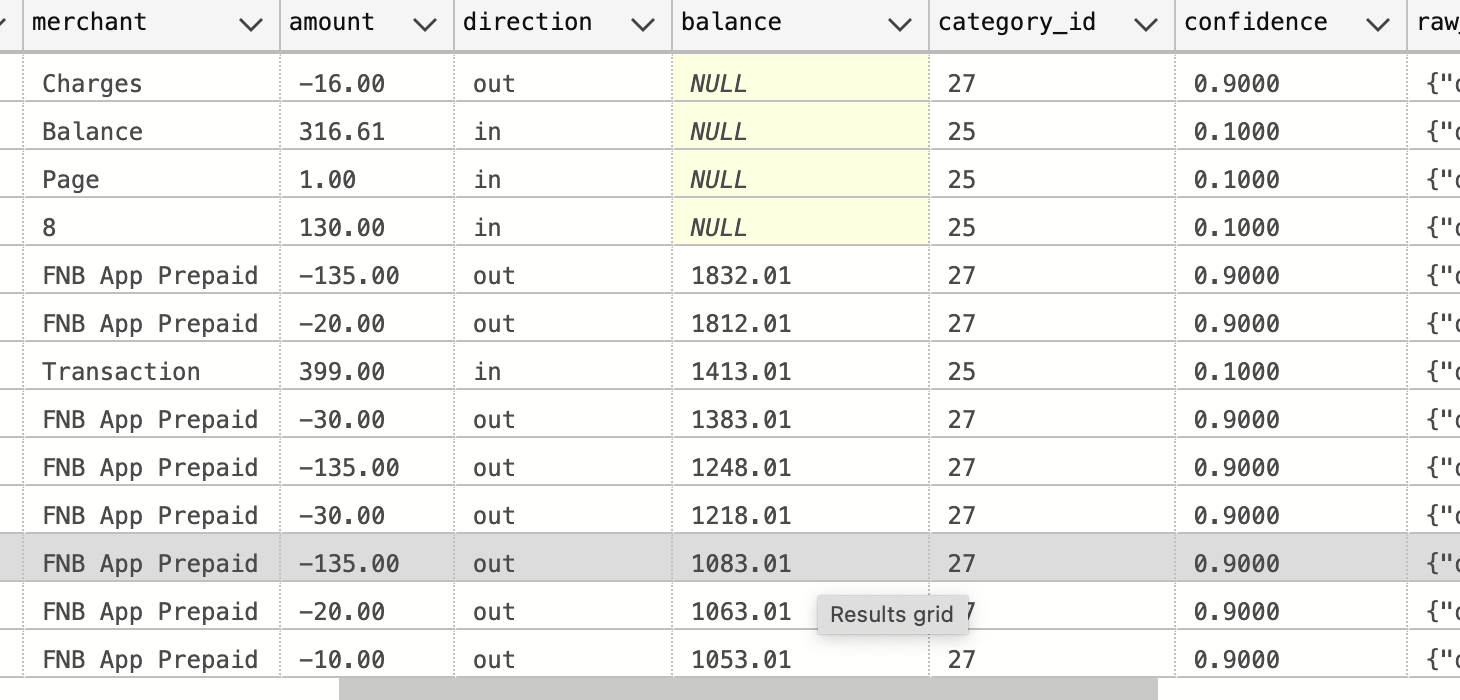 merchant amount direction balance category_id confidence raw_
Charges -16.00 out NULL 27 0.9000 {"
Balance 316.61 in NULL 25 0.1000 {"
Page 1.00 in NULL 25 0.1000 {"
8 130.00 in NULL 25 0.1000 {"
FNB App Prepaid -135.00 out 1832.01 27 0.9000 {"
FNB App Prepaid -20.00 out 1812.01 27 0.9000 {"
Transaction 399.00 in 1413.01 25 0.1000 {"
FNB App Prepaid -30.00 out 1383.01 27 0.9000 {"
FNB App Prepaid -135.00 out 1248.01 27 0.9000 {"
FNB App Prepaid -30.00 out 1218.01 27 0.9000 {"
FNB App Prepaid -135.00 out 1083.01 27 0.9000 {"
FNB App Prepaid -20.00 out 1063.01 Results grid 7 0.9000 {"
FNB App Prepaid -10.00 out 1053.01 27 0.9000 {"